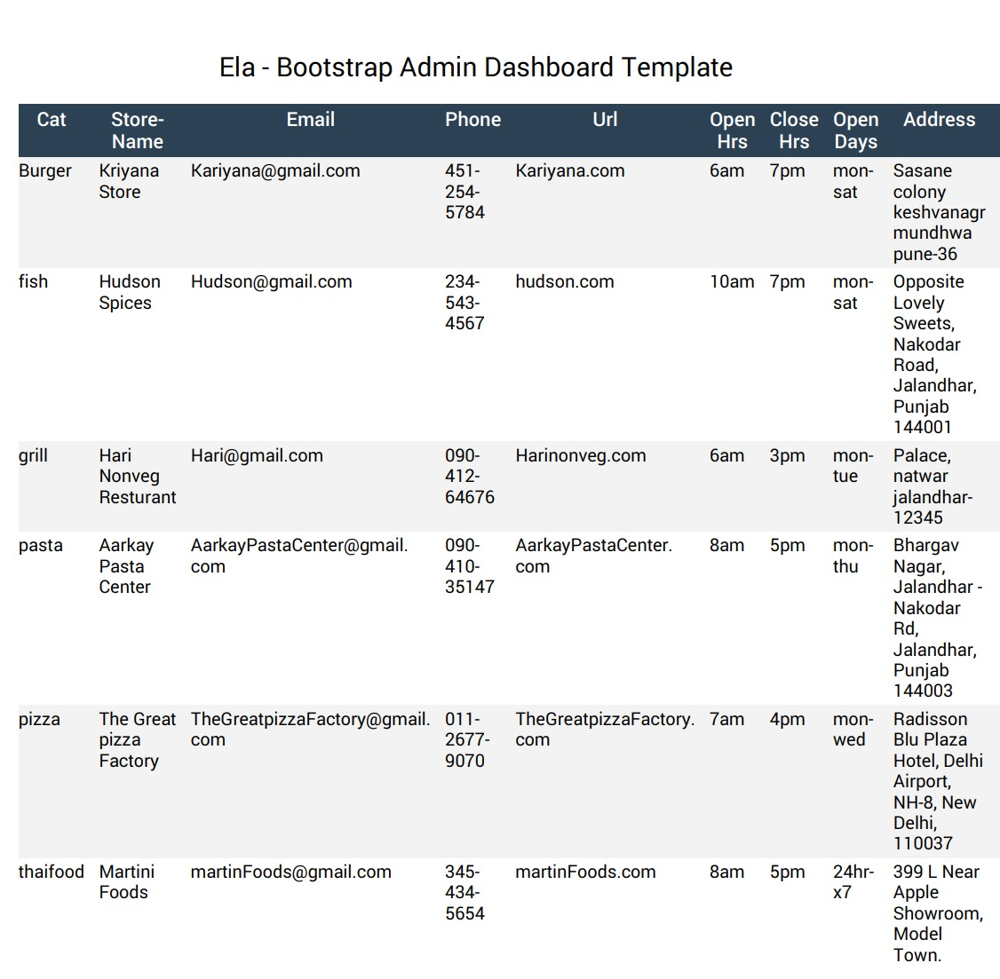 Ela - Bootstrap Admin Dashboard Template
Cat Store- Email Phone Url Open Close Open Address
Name Hrs Hrs Days
Burger Kriyana Kariyana@gmail.com 451- Kariyana.com 6am 7pm mon- Sasane
Store 254- sat colony
5784 keshvanagr
mundhwa
pune-36
fish Hudson Hudson@gmail.com 234- hudson.com 10am 7pm mon- Opposite
Spices 543- sat Lovely
4567 Sweets,
Nakodar
Road,
Jalandhar,
Punjab
144001
grill Hari Hari@gmail.com 090- Harinonveg.com 6am 3pm mon- Palace,
Nonveg 412- tue natwar
Resturant 64676 jalandhar-
12345
pasta Aarkay AarkayPastaCenter@gmail. 090- AarkayPastaCenter. 8am 5pm mon- Bhargav
Pasta com 410- com thu Nagar,
Center 35147 Jalandhar -
Nakodar
Rd,
Jalandhar,
Punjab
144003
pizza The Great TheGreatpizzaFactory@gmail. 011- TheGreatpizzaFactory. 7am 4pm mon- Radisson
pizza com 2677- com wed Blu Plaza
Factory 9070 Hotel, Delhi
Airport,
NH-8, New
Delhi,
110037
thaifood Martini martinFoods@gmail.com 345- martinFoods.com 8am 5pm 24hr- 399 L Near
Foods 434- x7 Apple
5654 Showroom,
Model
Town.